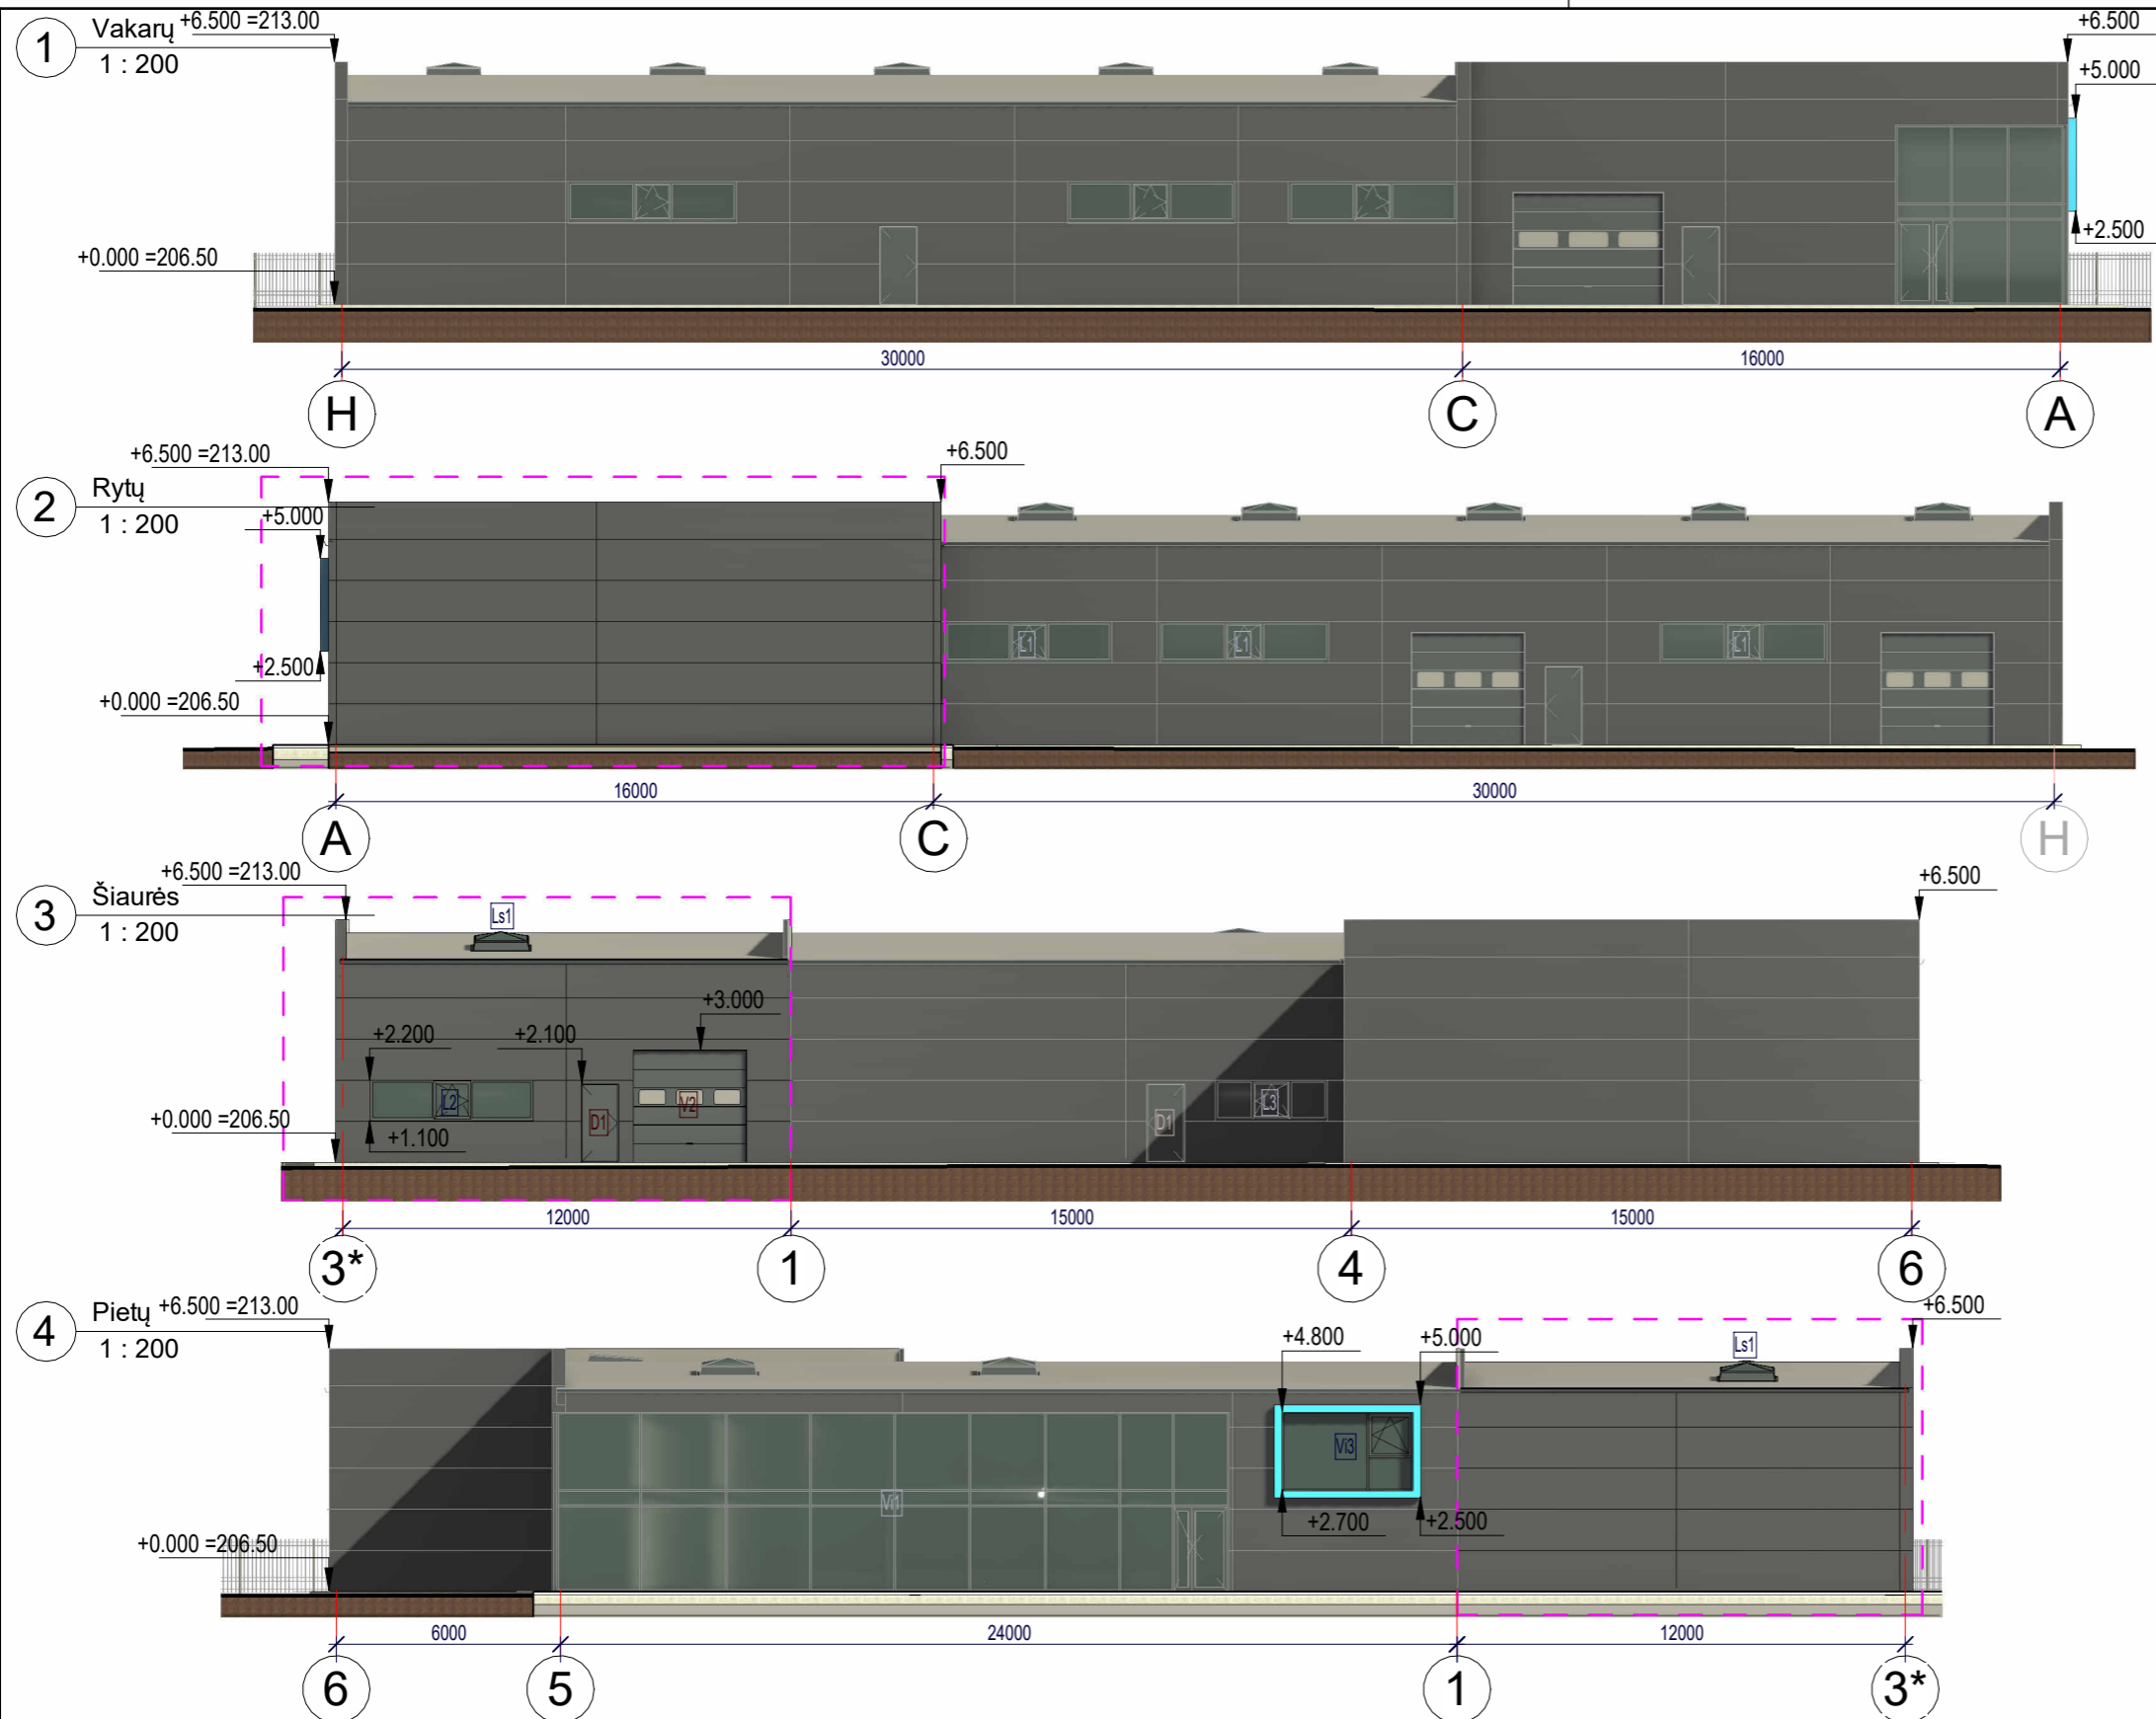 1 Vakarų +6.500 =213.00 +6.500
1 : 200
+5.000
+2.500
+0.000 =206.50
30000 16000
H C A
+6.500 =213.00 +6.500
2 Rytų
1 : 200
+5.000
L1 L1 L1
+2.500
+0.000 =206.50
16000 30000
A C H
+6.500 =213.00 +6.500
3 Šiaurės
1 : 200
Ls1
+3.000
+2.200 +2.100
L2 D1 V2 D1 L3
+0.000 =206.50
+1.100
12000 15000 15000
3* 1 4 6
4 Pietų +6.500 =213.00 +6.500
1 : 200
+4.800 +5.000 Ls1
Vi3
Vi1
+2.700 +2.500
+0.000 =206.50
6000 24000 12000
6 5 1 3*